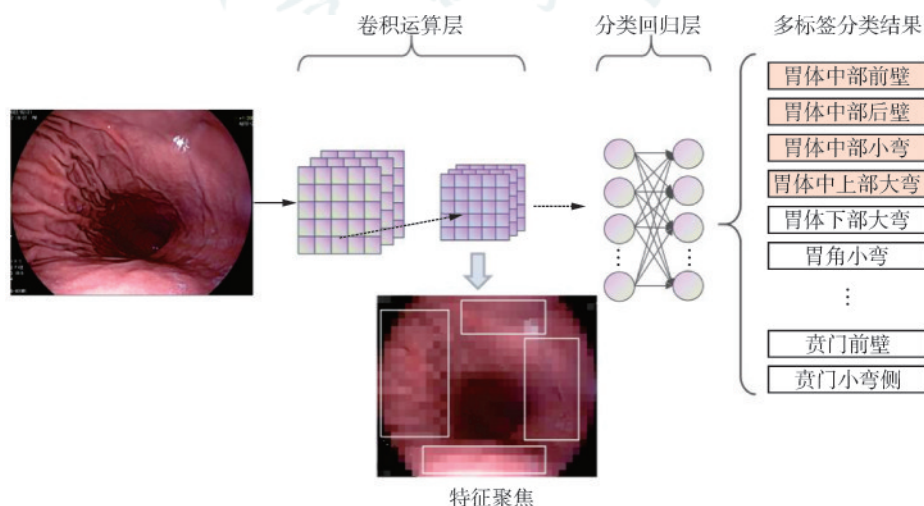 卷积运算层
分类回归层
多标签分类结果
胃体中部前壁
胃体中部后壁
胃体中部小弯
胃体中上部大弯
胃体下部大弯
胃角小弯
⋮
贲门前壁
贲门小弯侧
特征聚焦